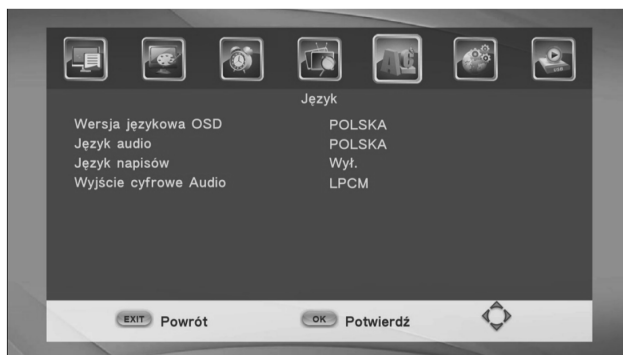 Język
Wersja językowa OSD POLSKA
Język audio POLSKA
Język napisów Wył.
Wyjście cyfrowe Audio LPCM
EXIT Powrót OK Potwierdź